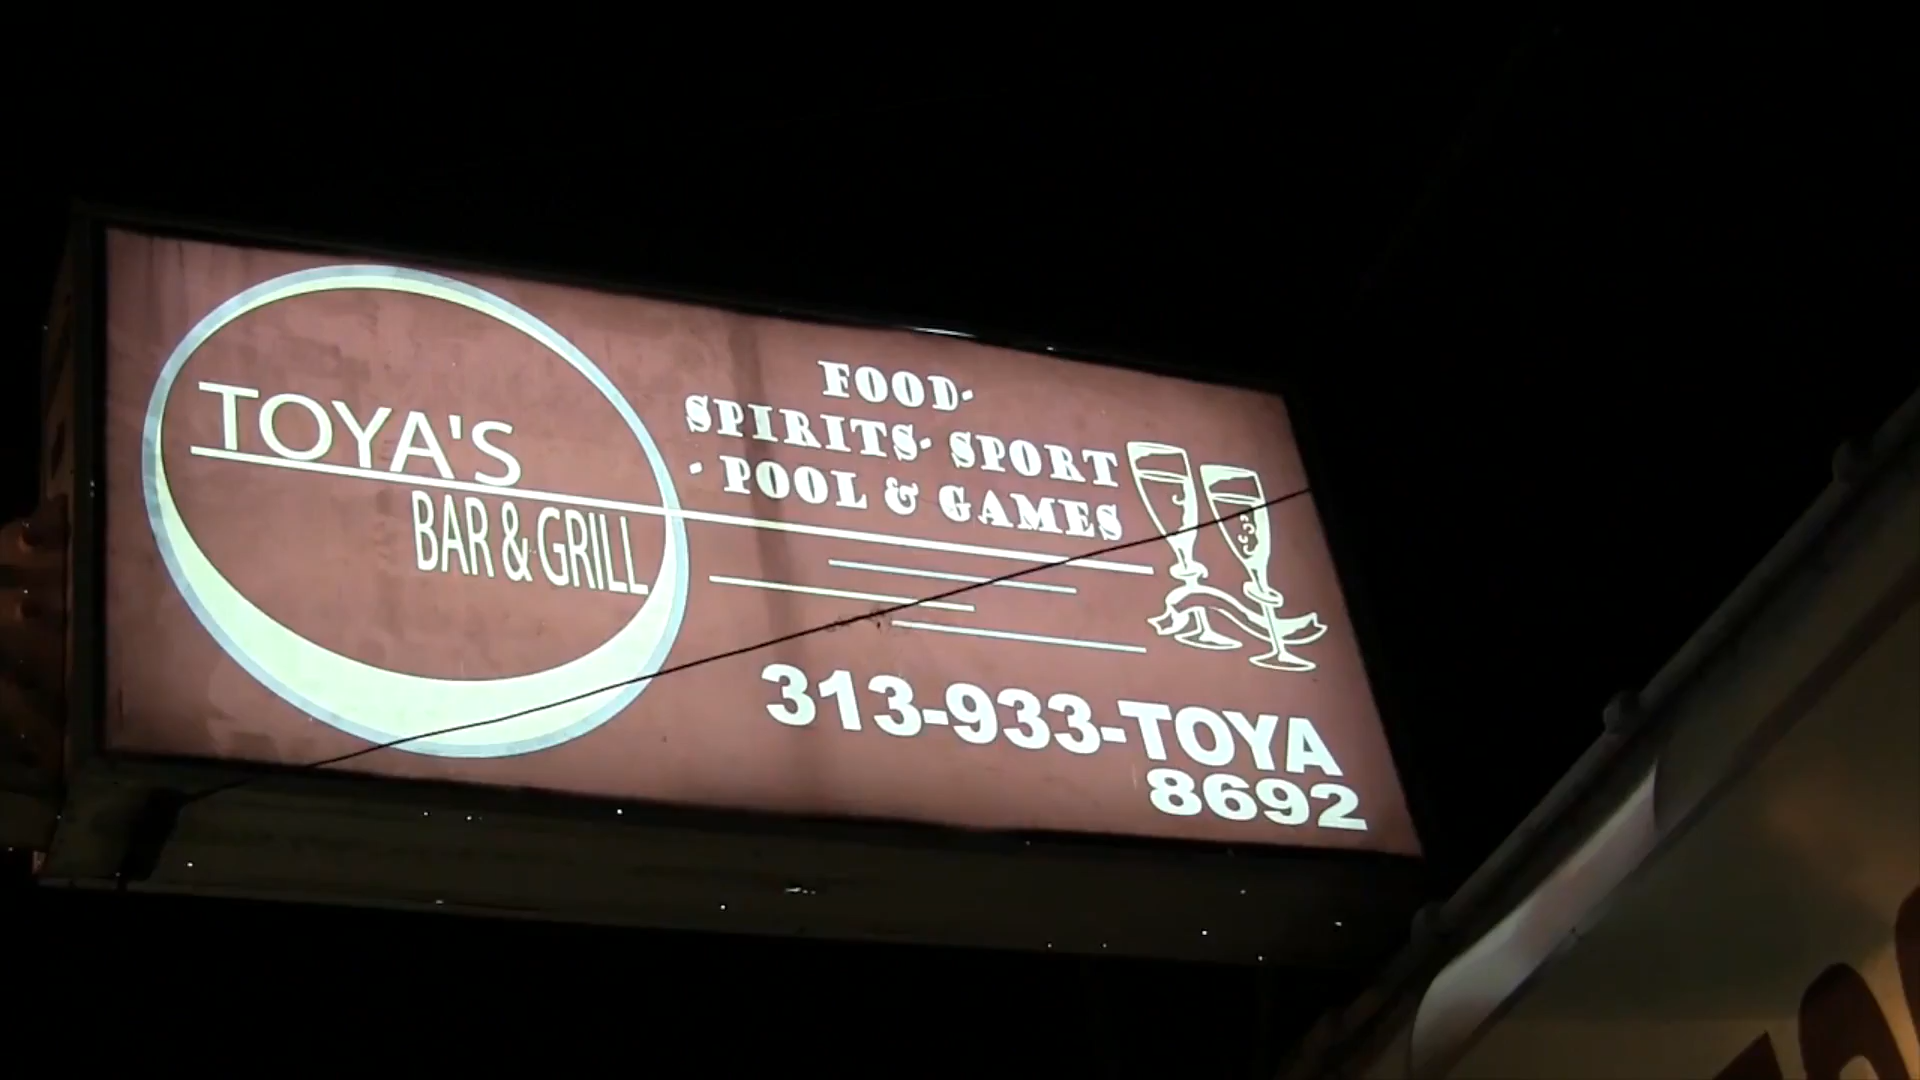 TOYA'S
BAR & GRILL
FOOD·
SPIRITS· SPORT
· POOL & GAMES
313-933-TOYA
8692